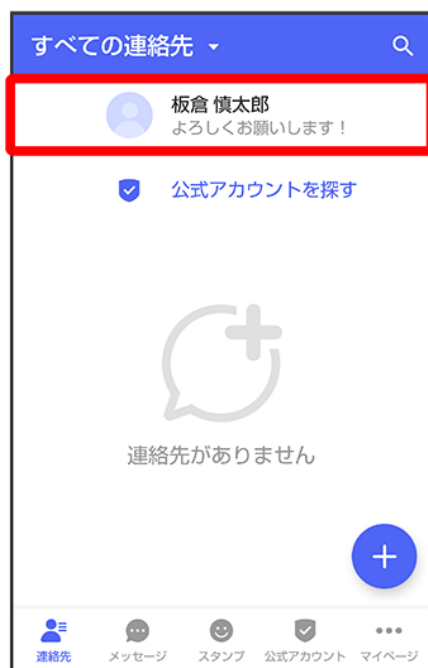 すべての連絡先
板倉 慎太郎
よろしくお願いします！
公式アカウントを探す
連絡先がありません
連絡先 メッセージ スタンプ 公式アカウント マイページ